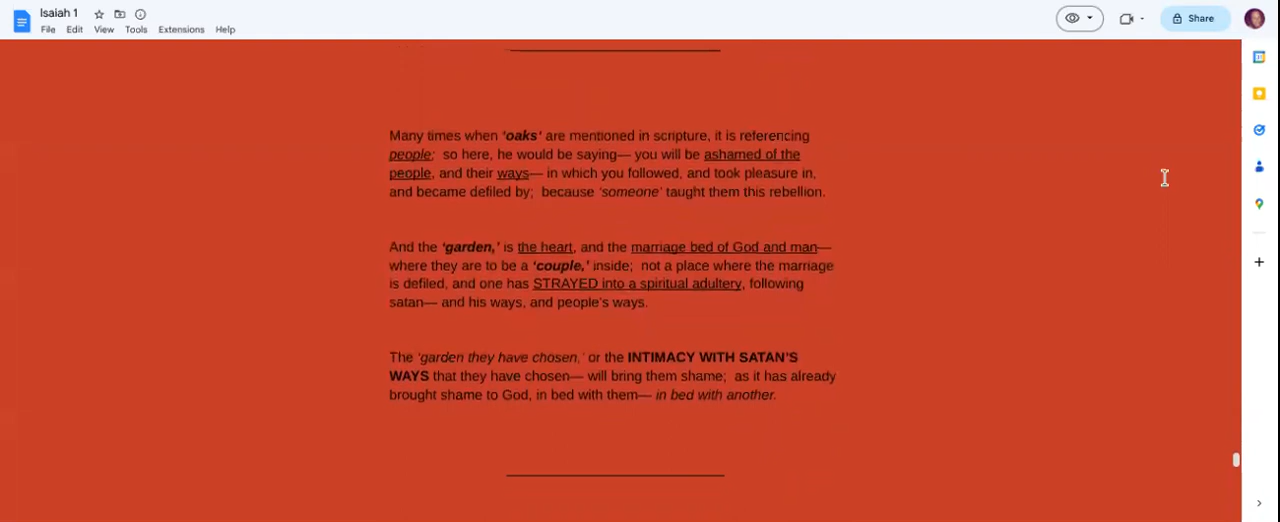 Isaiah 1
File Edit View Tools Extensions Help
Share
Many times when ‘oaks‘ are mentioned in scripture, it is referencing
people; so here, he would be saying— you will be ashamed of the
people, and their ways— in which you followed, and took pleasure in,
and became defiled by; because ‘someone’ taught them this rebellion.
And the ‘garden,’ is the heart, and the marriage bed of God and man—
where they are to be a ‘couple,’ inside; not a place where the marriage
is defiled, and one has STRAYED into a spiritual adultery, following
satan— and his ways, and people’s ways.
The ‘garden they have chosen,’ or the INTIMACY WITH SATAN’S
WAYS that they have chosen— will bring them shame; as it has already
brought shame to God, in bed with them— in bed with another.